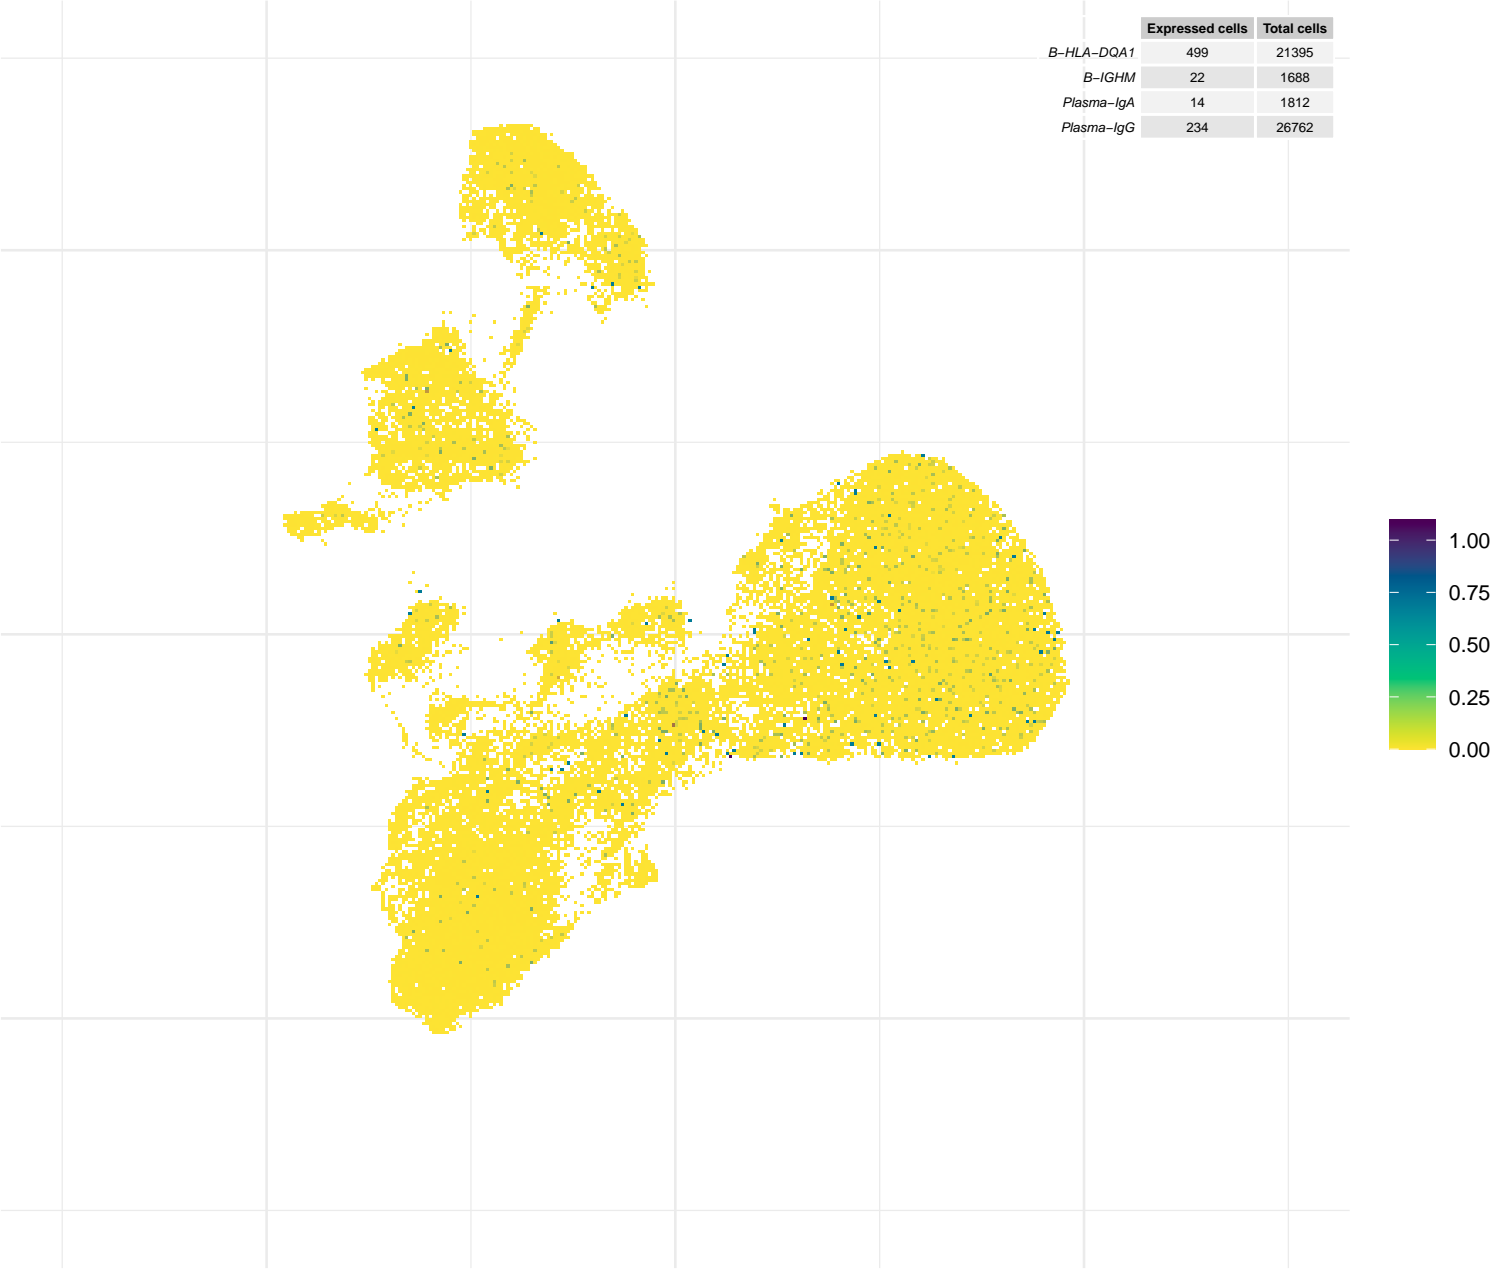 Expressed cells Total cells
B−HLA−DQA1 499 21395
B−IGHM 22 1688
Plasma−IgA 14 1812
Plasma−IgG 234 26762
1.00
0.75
0.50
0.25
0.00